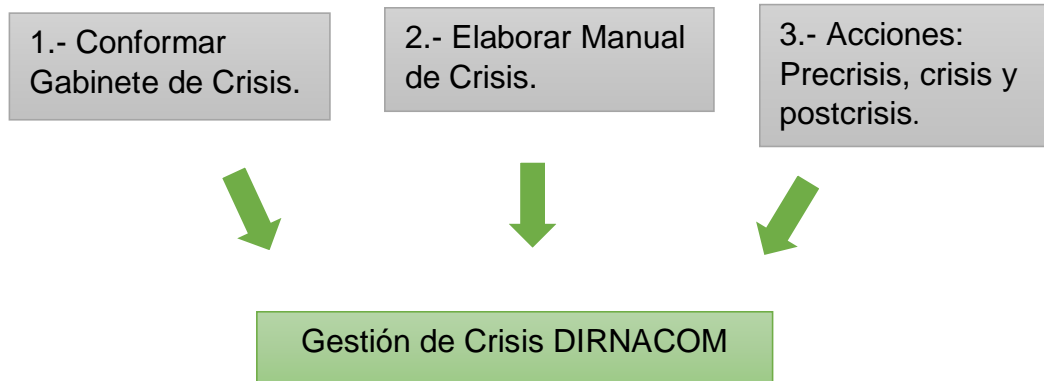 1.- Conformar
Gabinete de Crisis.
2.- Elaborar Manual
de Crisis.
3.- Acciones:
Precrisis, crisis y
postcrisis.
Gestión de Crisis DIRNACOM